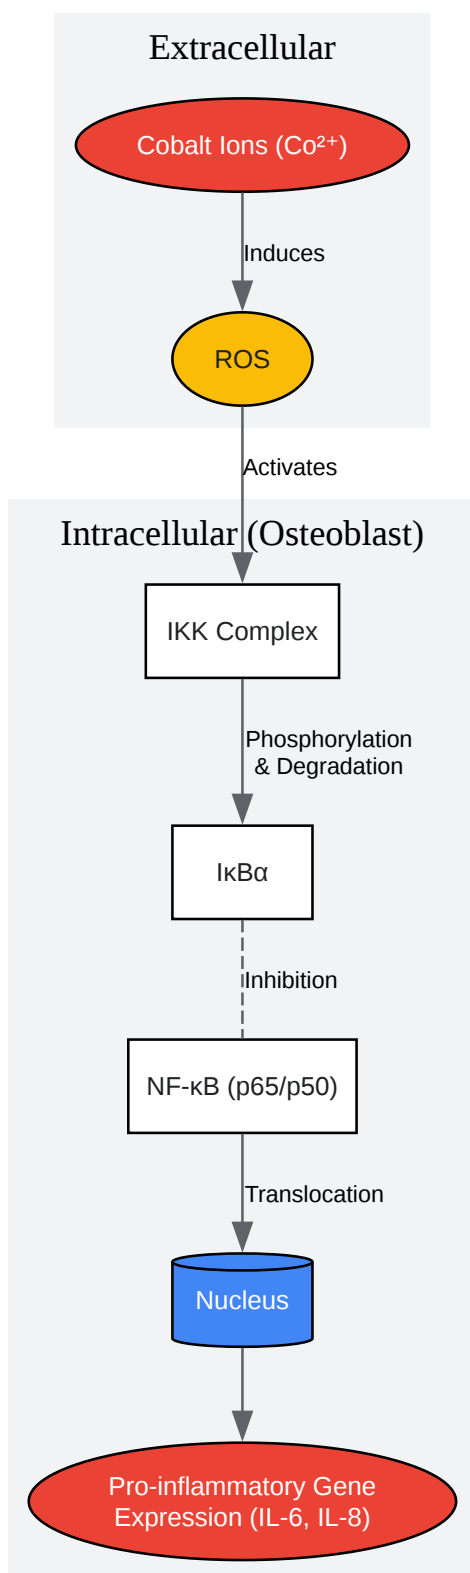 Extracellular
Cobalt Ions (Co²⁺)
Induces
ROS
Activates
Intracellular (Osteoblast)
IKK Complex
Phosphorylation
& Degradation
IκBα
Inhibition
NF-κB (p65/p50)
Translocation
Nucleus
Pro-inflammatory Gene
Expression (IL-6, IL-8)